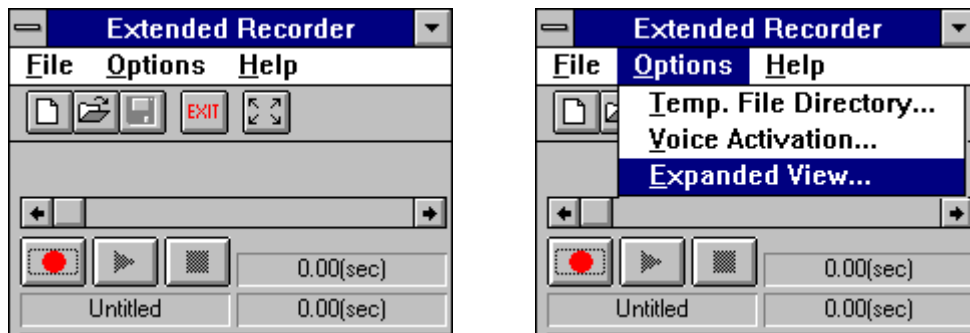 Extended Recorder
File Options Help
EXIT
0.00(sec)
Untitled 0.00(sec)
Extended Recorder
File Options Help
Temp. File Directory...
Voice Activation...
Expanded View...
0.00(sec)
Untitled 0.00(sec)